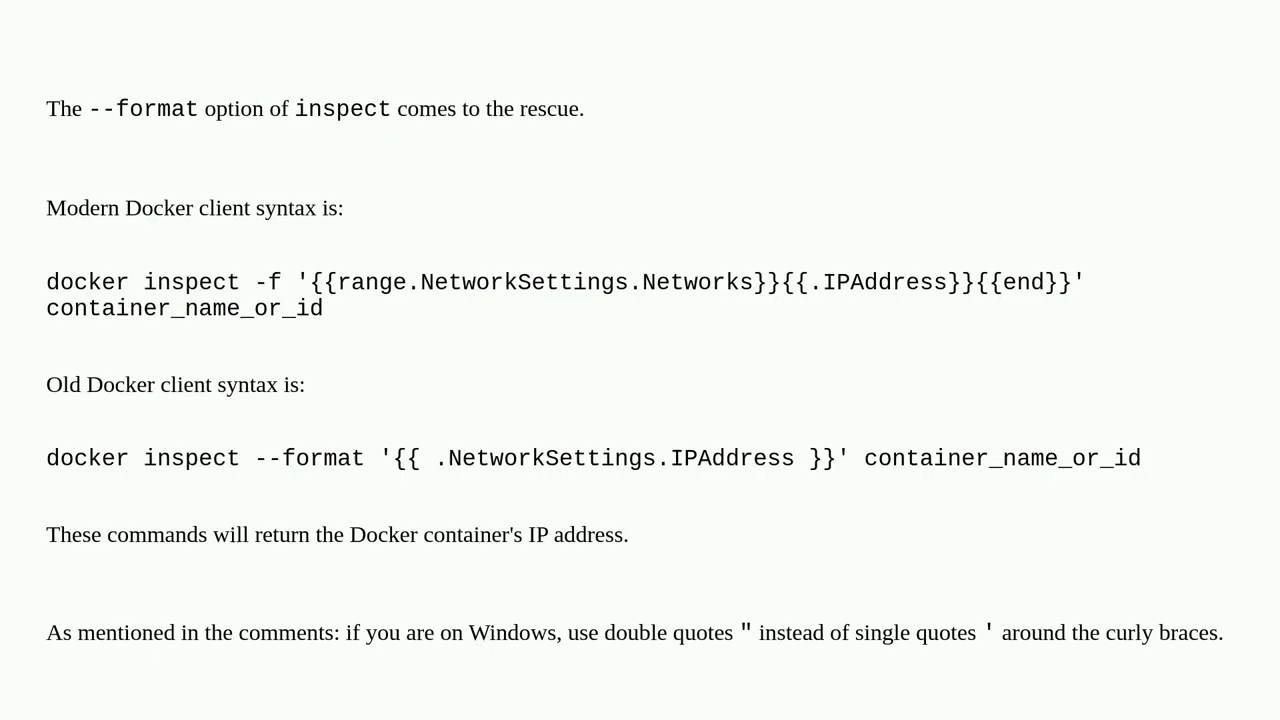 The --format option of inspect comes to the rescue.
Modern Docker client syntax is:
docker inspect -f '{{range.NetworkSettings.Networks}}{{.IPAddress}}{{end}}'
container_name_or_id
Old Docker client syntax is:
docker inspect --format '{{ .NetworkSettings.IPAddress }}' container_name_or_id
These commands will return the Docker container's IP address.
As mentioned in the comments: if you are on Windows, use double quotes " instead of single quotes ' around the curly braces.